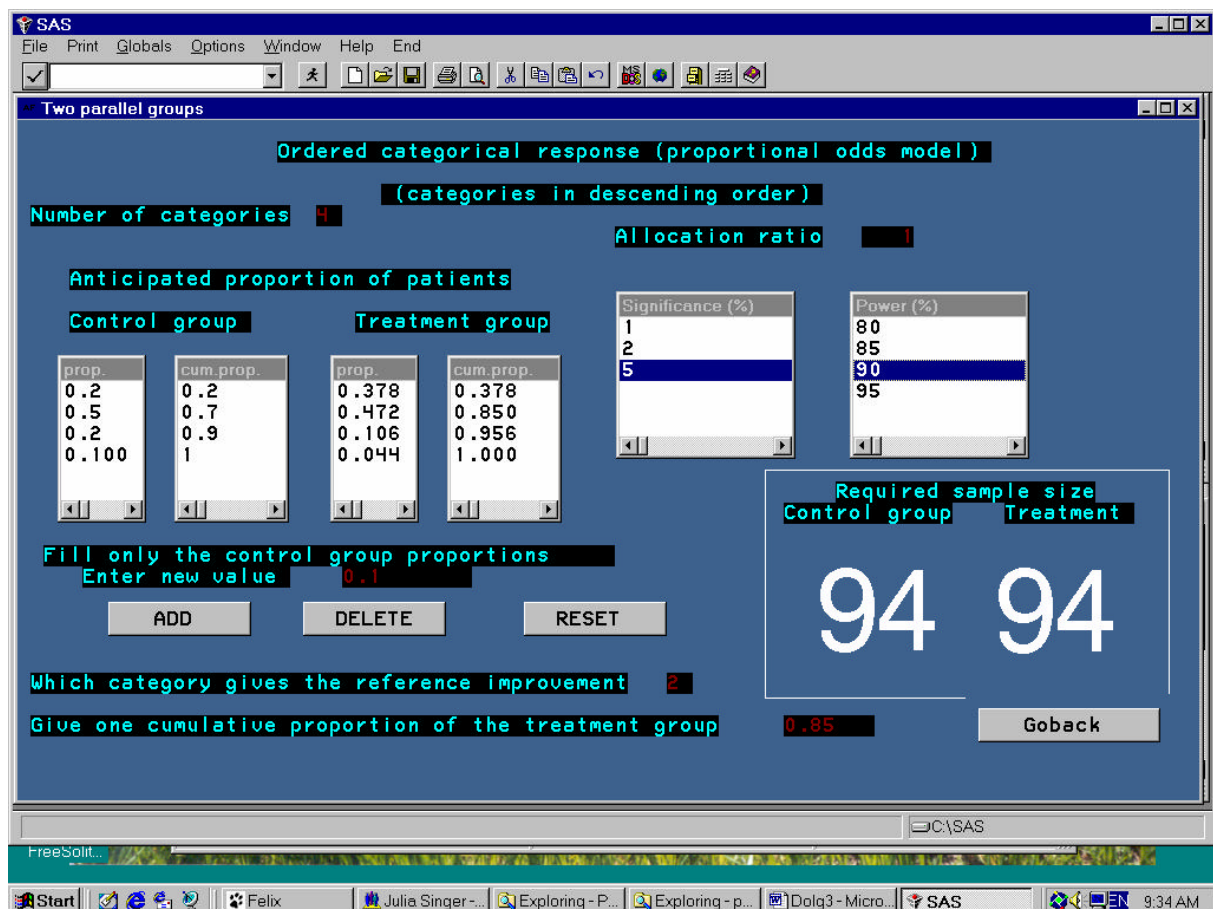 SAS
File Print Globals Options Window Help End
Two parallel groups
Ordered categorical response (proportional odds model)
(categories in descending order)
Number of categories 4
Allocation ratio 1
Anticipated proportion of patients
Control group Treatment group
Significance (%) Power (%)
1 80
2 85
5 90
95
prop. cum.prop. prop. cum.prop.
0.2 0.2 0.378 0.378
0.5 0.7 0.472 0.850
0.2 0.9 0.106 0.956
0.100 1 0.044 1.000
Required sample size
Control group Treatment
94 94
Fill only the control group proportions
Enter new value 0.1
ADD DELETE RESET
Which category gives the reference improvement 2
Give one cumulative proportion of the treatment group 0.85
Goback
C:\SAS
FreeSolit...
Start Felix Julia Singer -... Exploring - P... Exploring - p... Dolg3 - Micro... SAS EN 9:34 AM